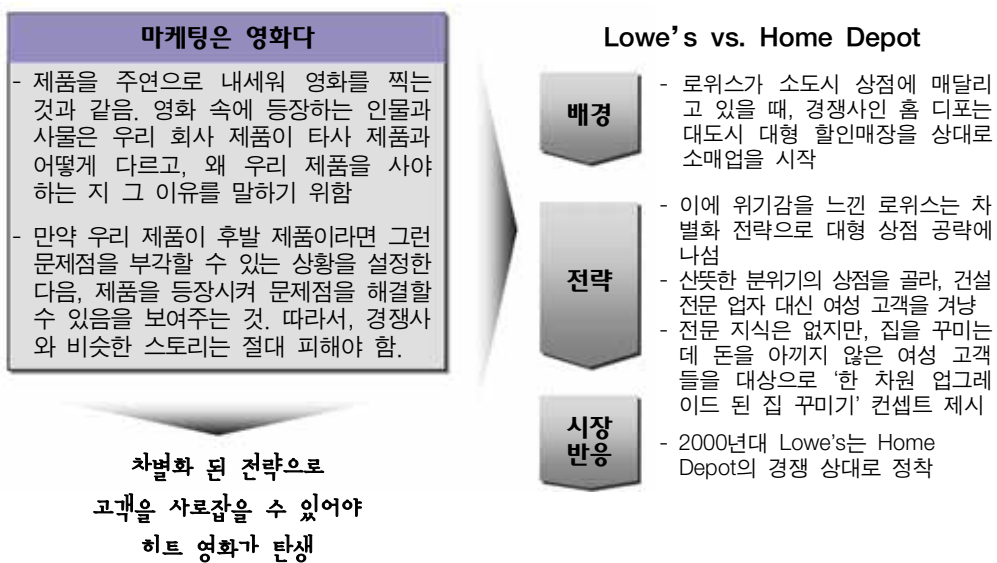 마케팅은 영화다
- 제품을 주연으로 내세워 영화를 찍는
것과 같음. 영화 속에 등장하는 인물과
사물은 우리 회사 제품이 타사 제품과
어떻게 다르고, 왜 우리 제품을 사야
하는 지 그 이유를 말하기 위함
- 만약 우리 제품이 후발 제품이라면 그런
문제점을 부각할 수 있는 상황을 설정한
다음, 제품을 등장시켜 문제점을 해결할
수 있음을 보여주는 것. 따라서, 경쟁사
와 비슷한 스토리는 절대 피해야 함.
차별화 된 전략으로
고객을 사로잡을 수 있어야
히트 영화가 탄생
Lowe's vs. Home Depot
배경
- 로위스가 소도시 상점에 매달리
고 있을 때, 경쟁사인 홈 디포는
대도시 대형 할인매장을 상대로
소매업을 시작
전략
- 이에 위기감을 느낀 로위스는 차
별화 전략으로 대형 상점 공략에
나섬
- 산뜻한 분위기의 상점을 골라, 건설
전문 업자 대신 여성 고객을 겨냥
- 전문 지식은 없지만, 집을 꾸미는
데 돈을 아끼지 않은 여성 고객
들을 대상으로 ‘한 차원 업그레
이드 된 집 꾸미기’ 컨셉트 제시
시장
반응
- 2000년대 Lowe's는 Home
Depot의 경쟁 상대로 정착